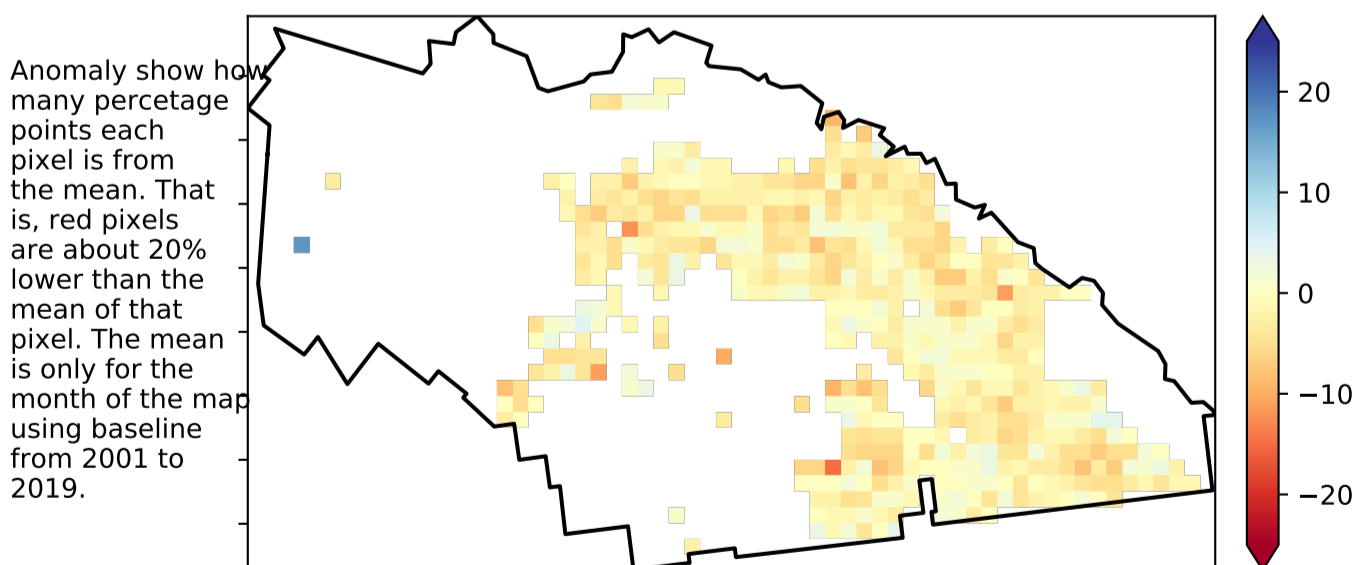 Anomaly show how
many percetage
points each
pixel is from
the mean. That
is, red pixels
are about 20%
lower than the
mean of that
pixel. The mean
is only for the
month of the map
using baseline
from 2001 to
2019.
20
10
0
−10
−20